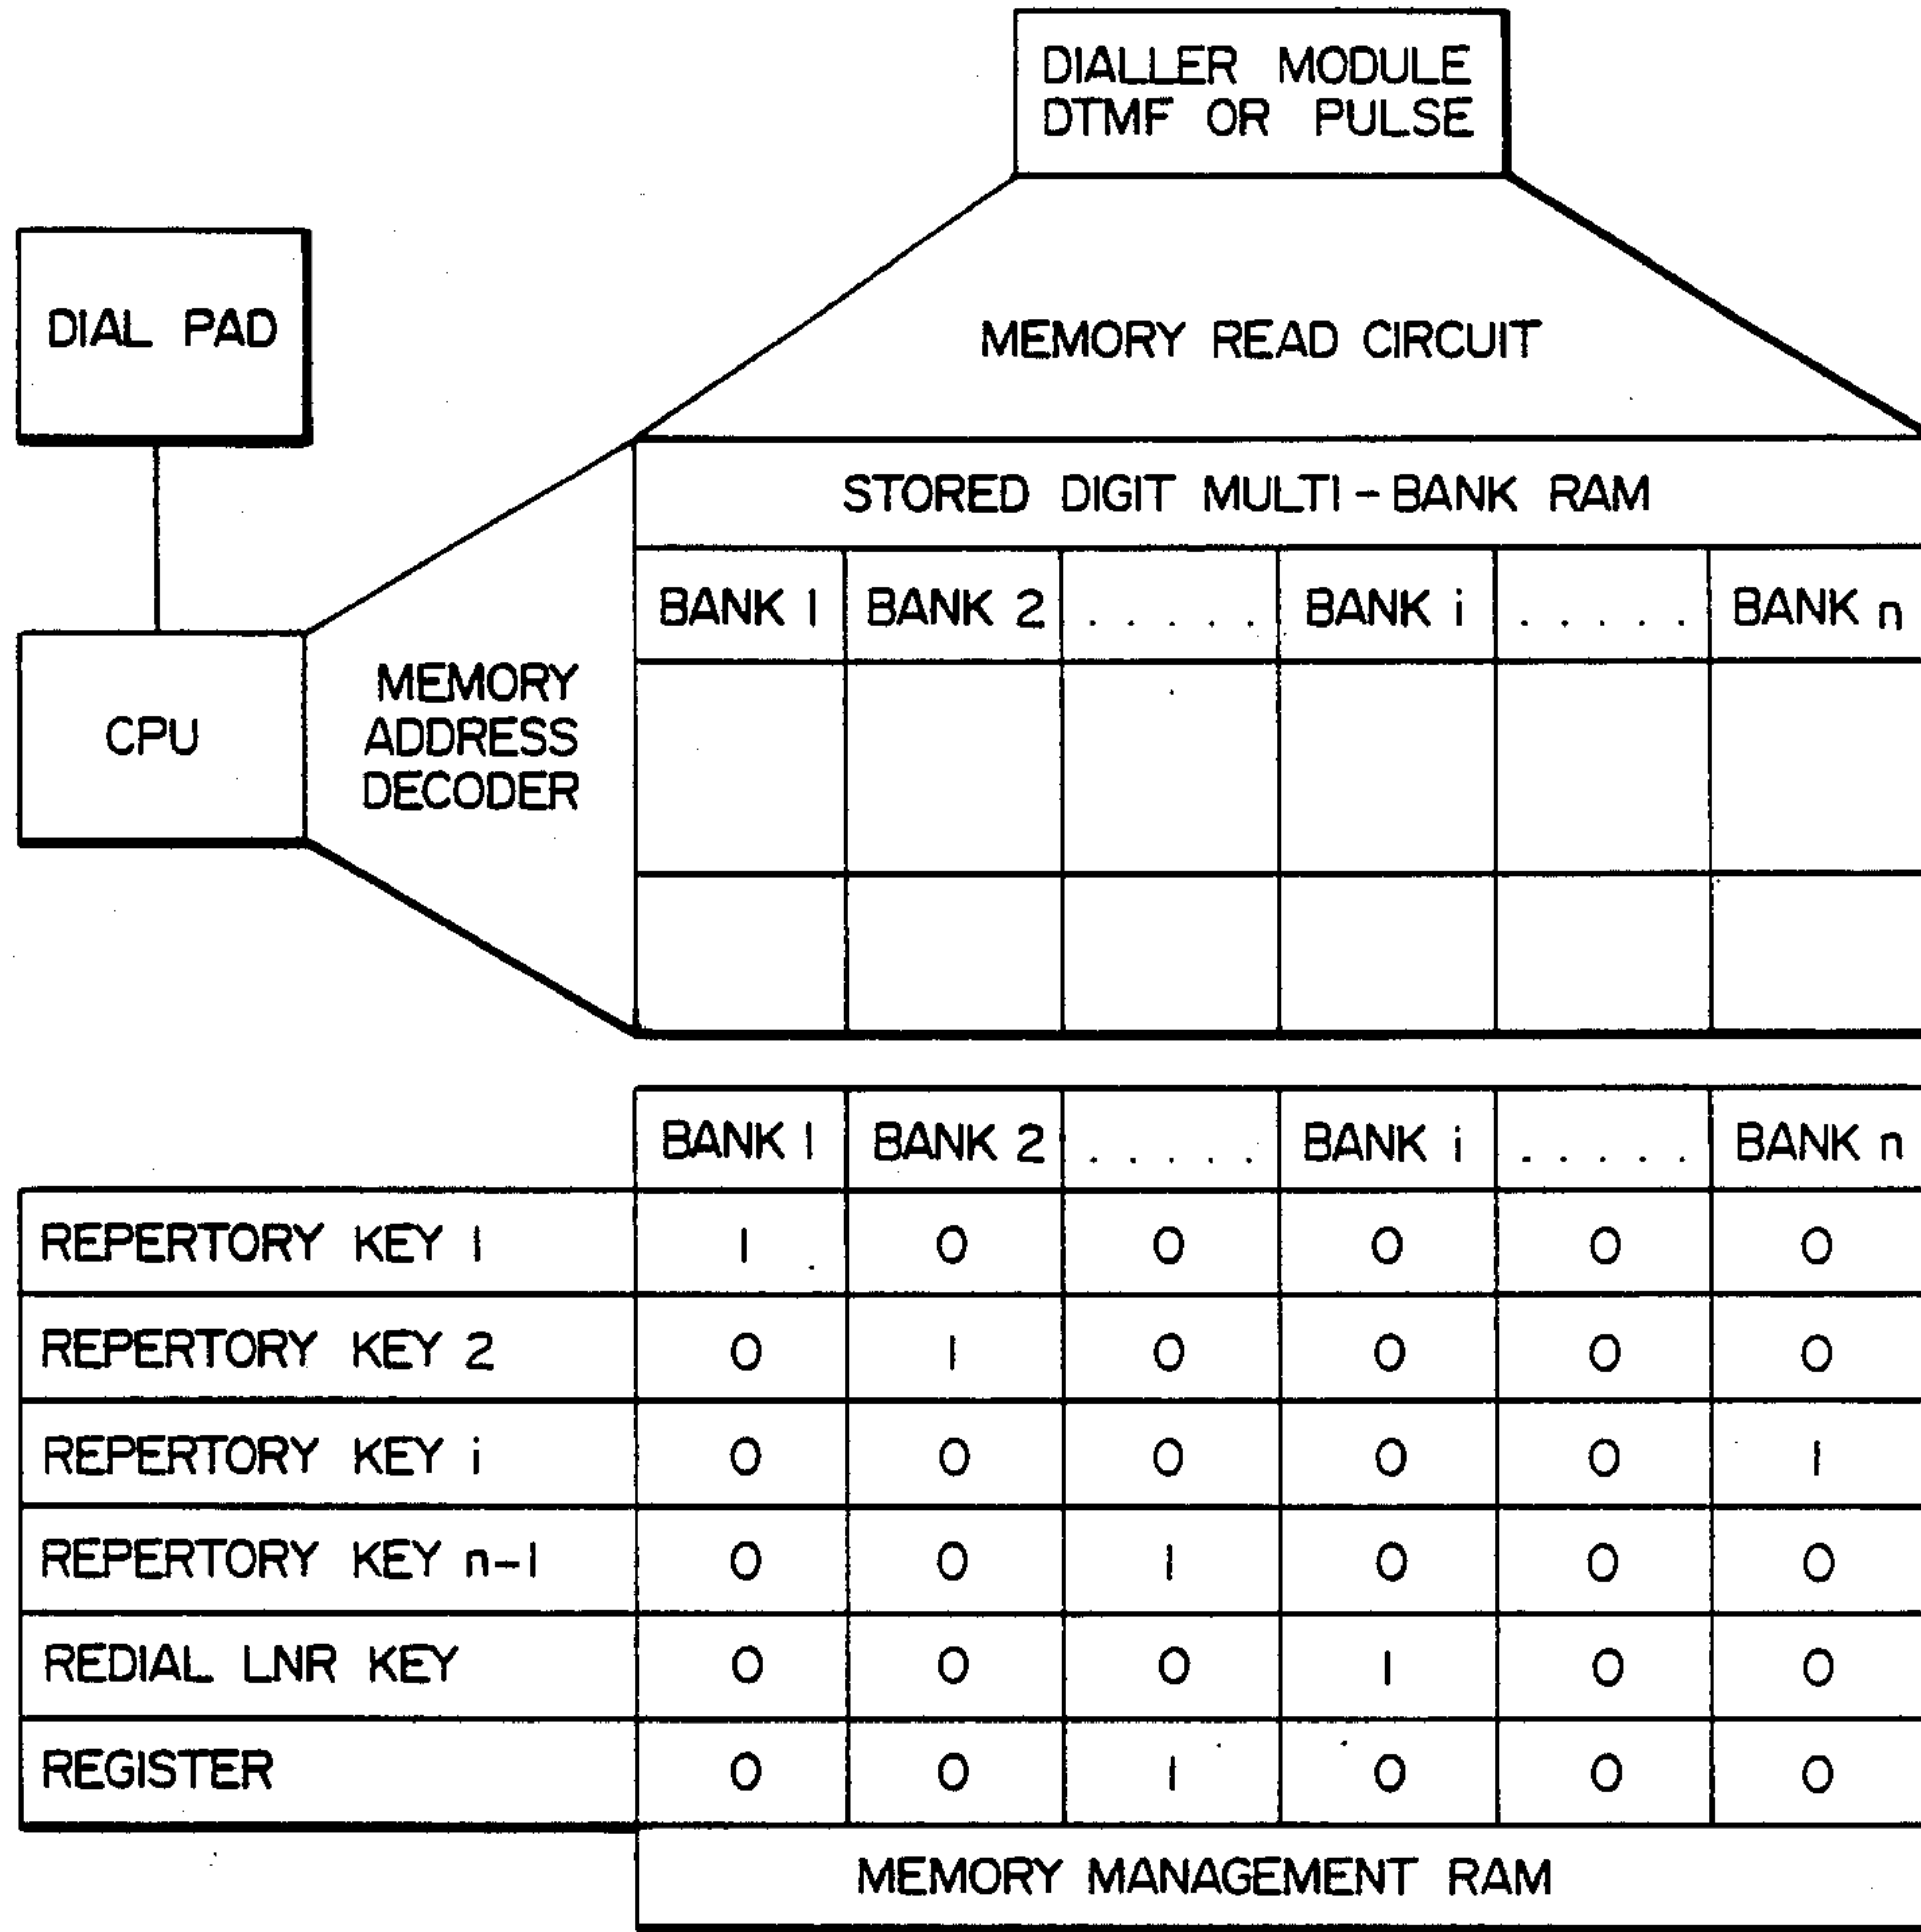 DIALLER MODULE
DTMF OR PULSE
DIAL PAD
MEMORY READ CIRCUIT
STORED DIGIT MULTI-BANK RAM
BANK 1 BANK 2 ..... BANK i ..... BANK n
CPU
MEMORY
ADDRESS
DECODER
BANK 1 BANK 2 ..... BANK i ..... BANK n
REPERTORY KEY 1 1 0 0 0 0 0
REPERTORY KEY 2 0 1 0 0 0 0
REPERTORY KEY i 0 0 0 0 0 1
REPERTORY KEY n-1 0 0 1 0 0 0
REDIAL LNR KEY 0 0 0 1 0 0
REGISTER 0 0 1 0 0 0
MEMORY MANAGEMENT RAM